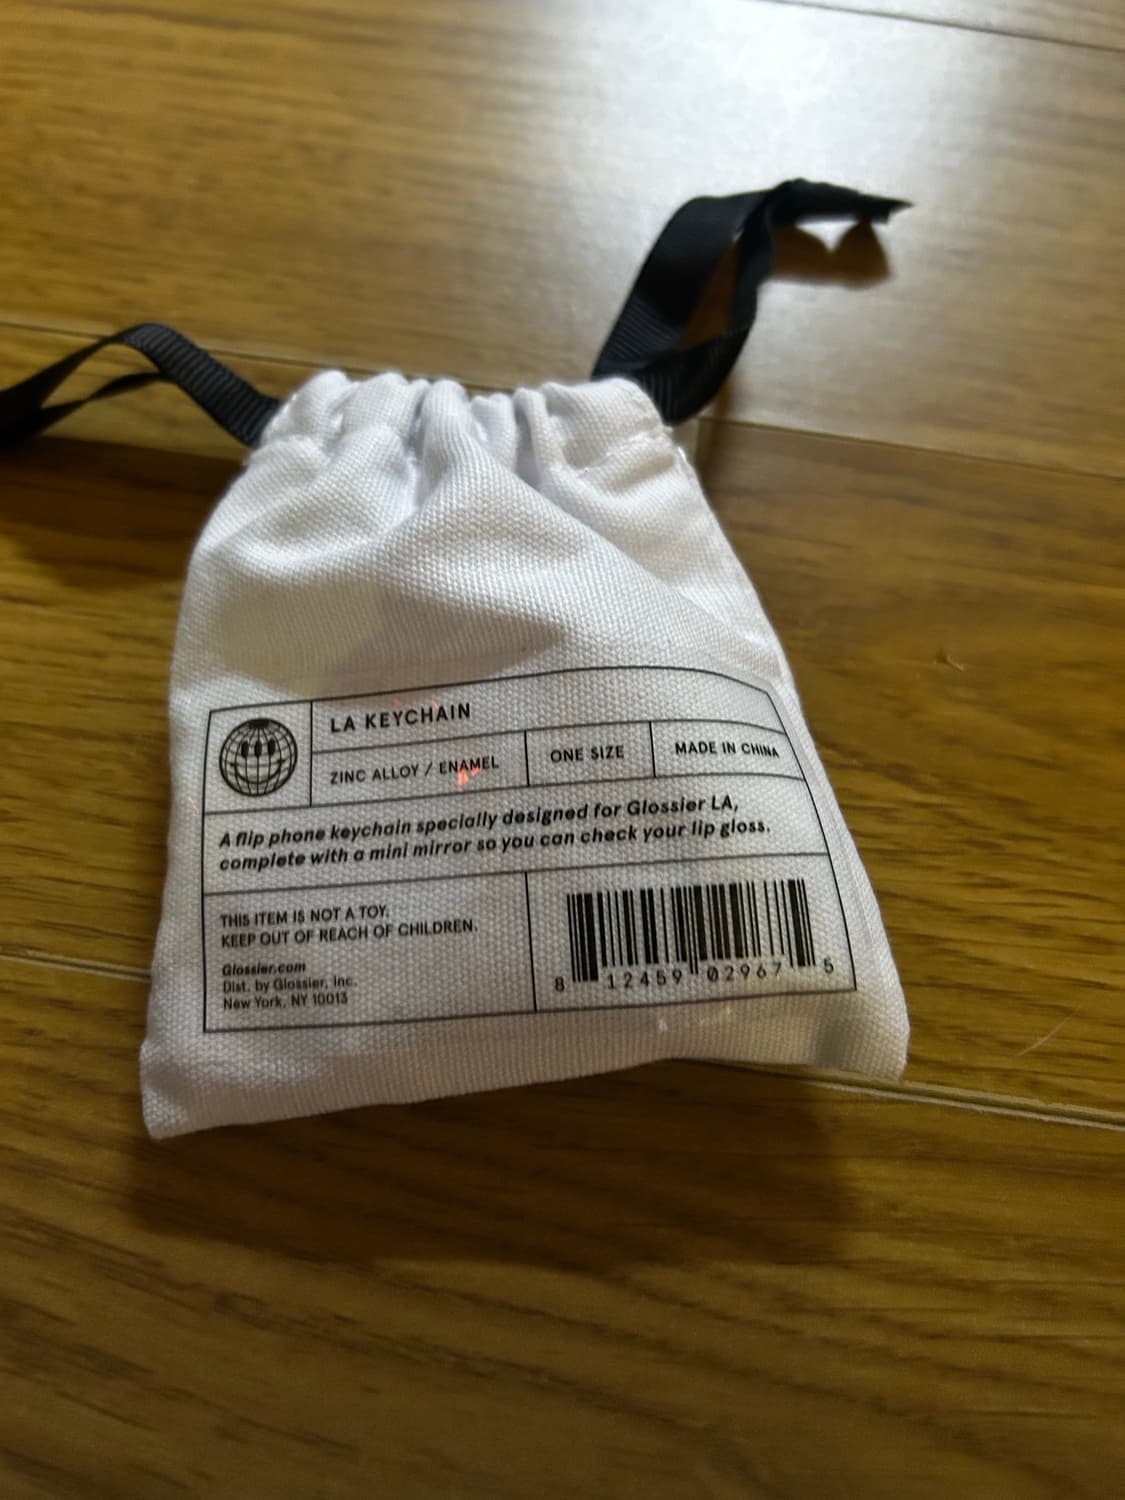 LA KEYCHAIN
ZINC ALLOY / ENAMEL
ONE SIZE
MADE IN CHINA
A flip phone keychain specially designed for Glossier LA,
complete with a mini mirror so you can check your lip gloss.
THIS ITEM IS NOT A TOY.
KEEP OUT OF REACH OF CHILDREN.
Glossier.com
Dist. by Glossier, Inc.
New York, NY 10013
8 12459 02967 5